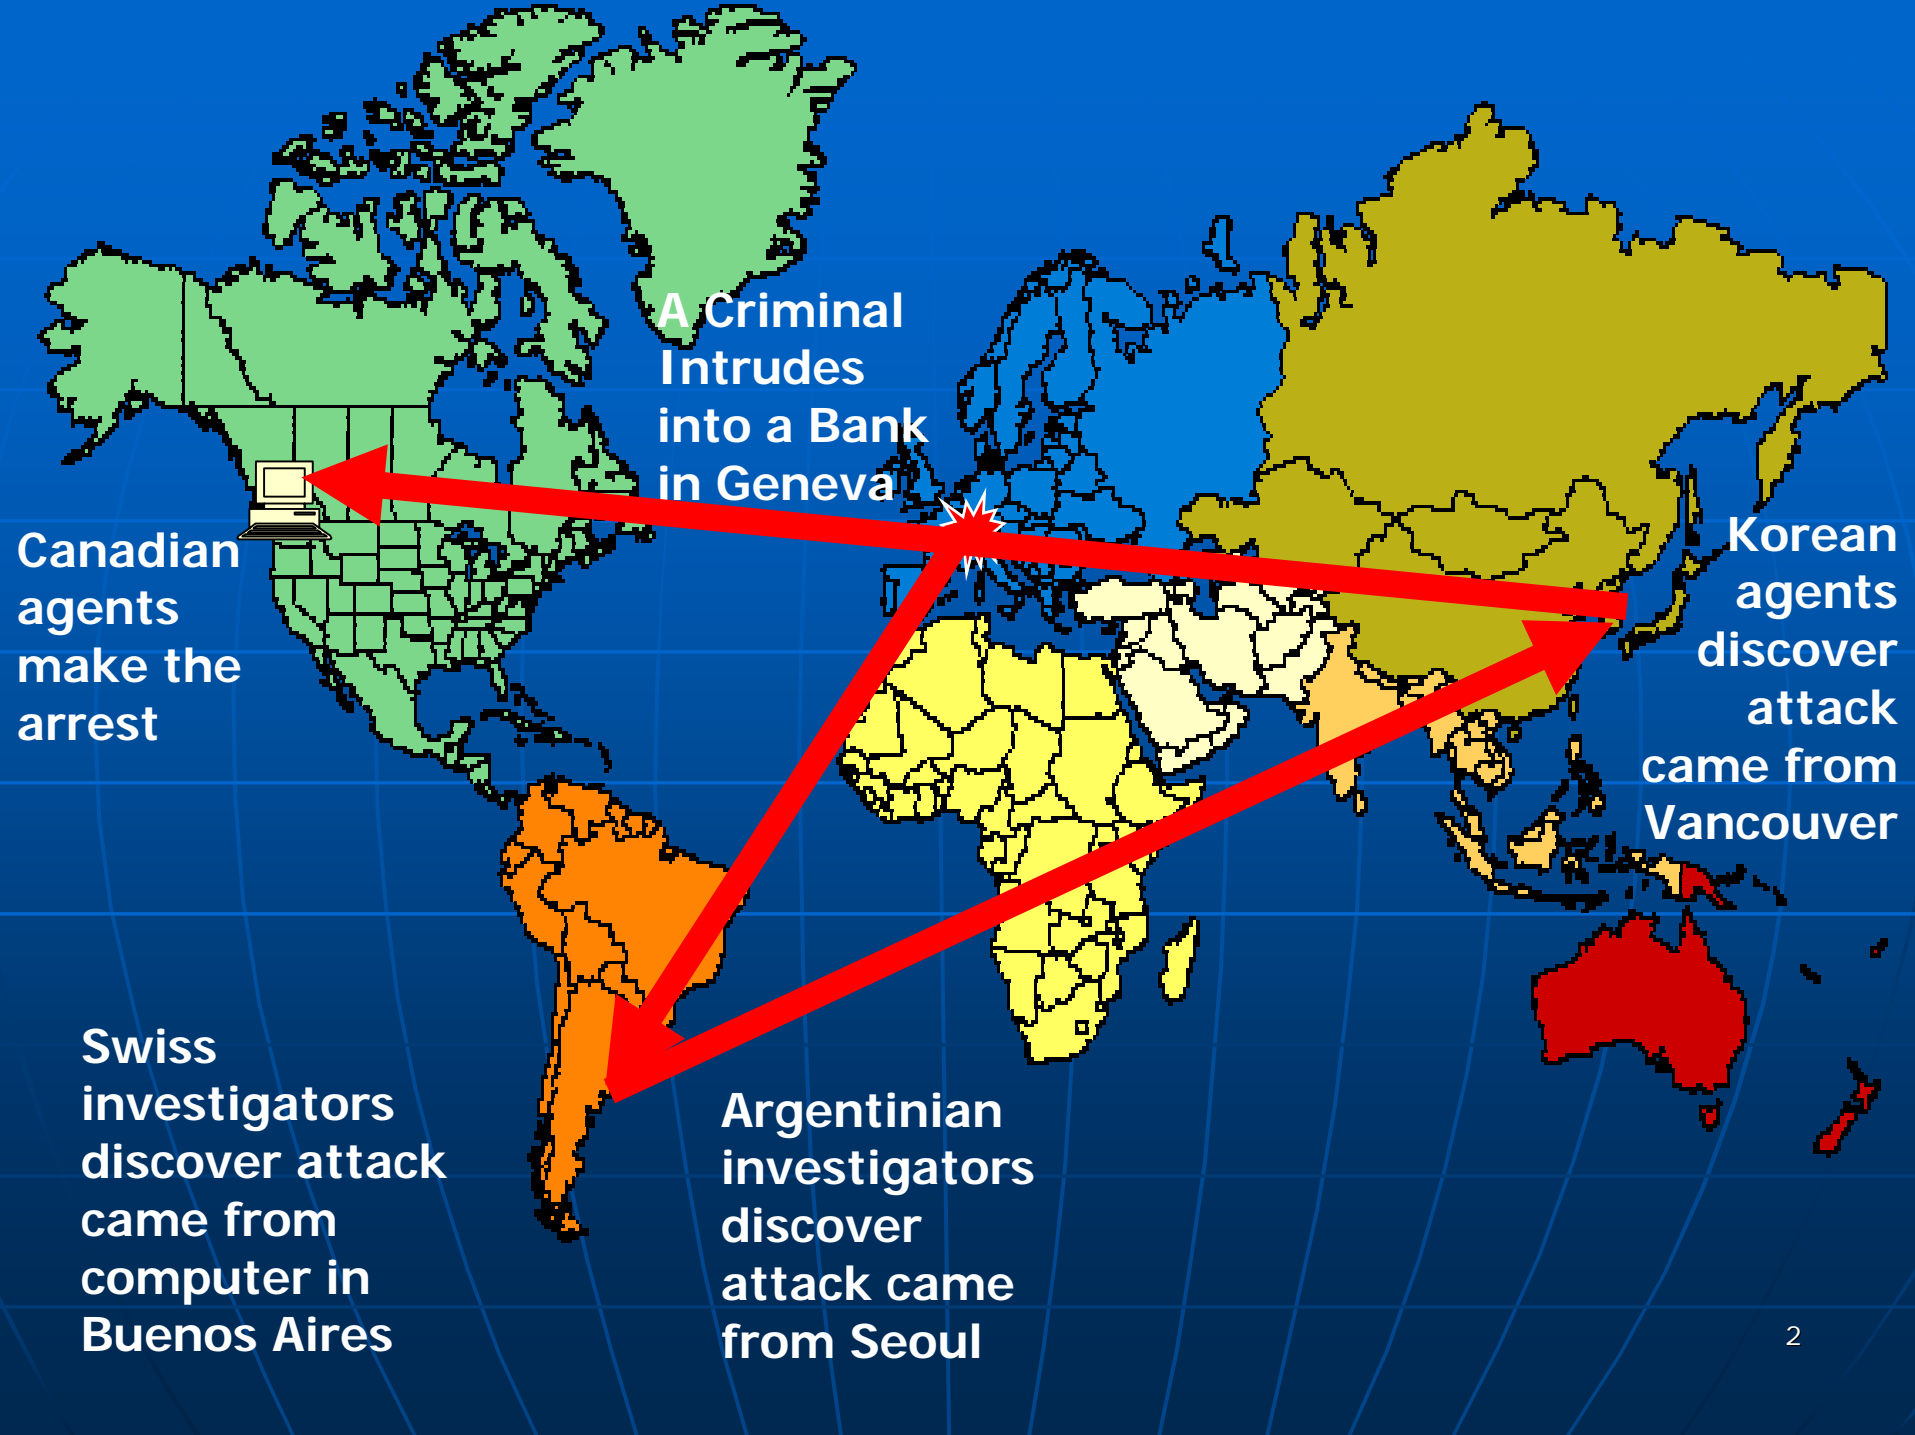 A Criminal
Intrudes
into a Bank
in Geneva
Canadian
agents
make the
arrest
Korean
agents
discover
attack
came from
Vancouver
Swiss
investigators
discover attack
came from
computer in
Buenos Aires
Argentinian
investigators
discover
attack came
from Seoul
2